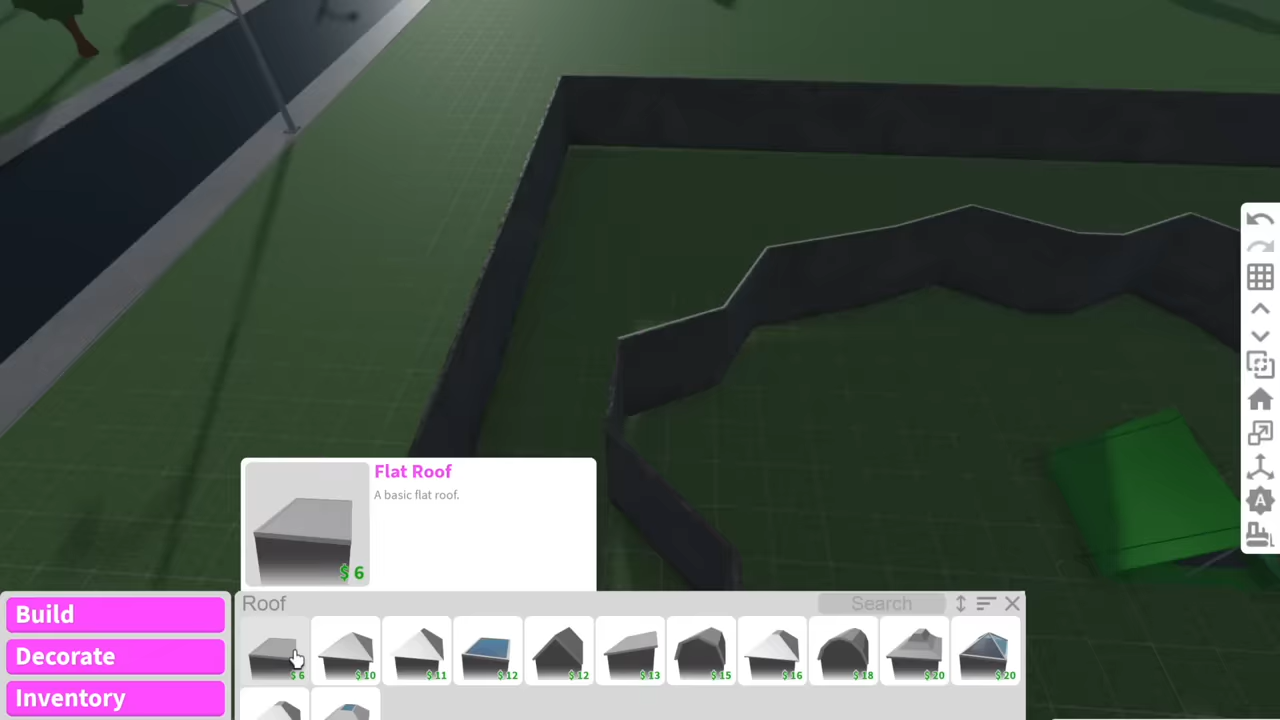 Flat Roof
A basic flat roof.
$ 6
Build
Decorate
Inventory
Roof
Search
$ 6
$ 10
$ 11
$ 12
$ 12
$ 13
$ 15
$ 16
$ 18
$ 20
$ 20
A